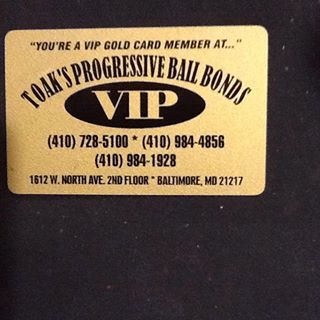 "YOU'RE A VIP GOLD CARD MEMBER AT..."
TOAK'S PROGRESSIVE BAIL BONDS
VIP
(410) 728-5100 * (410) 984-4856
(410) 984-1928
1612 W. NORTH AVE. 2ND FLOOR * BALTIMORE, MD 21217